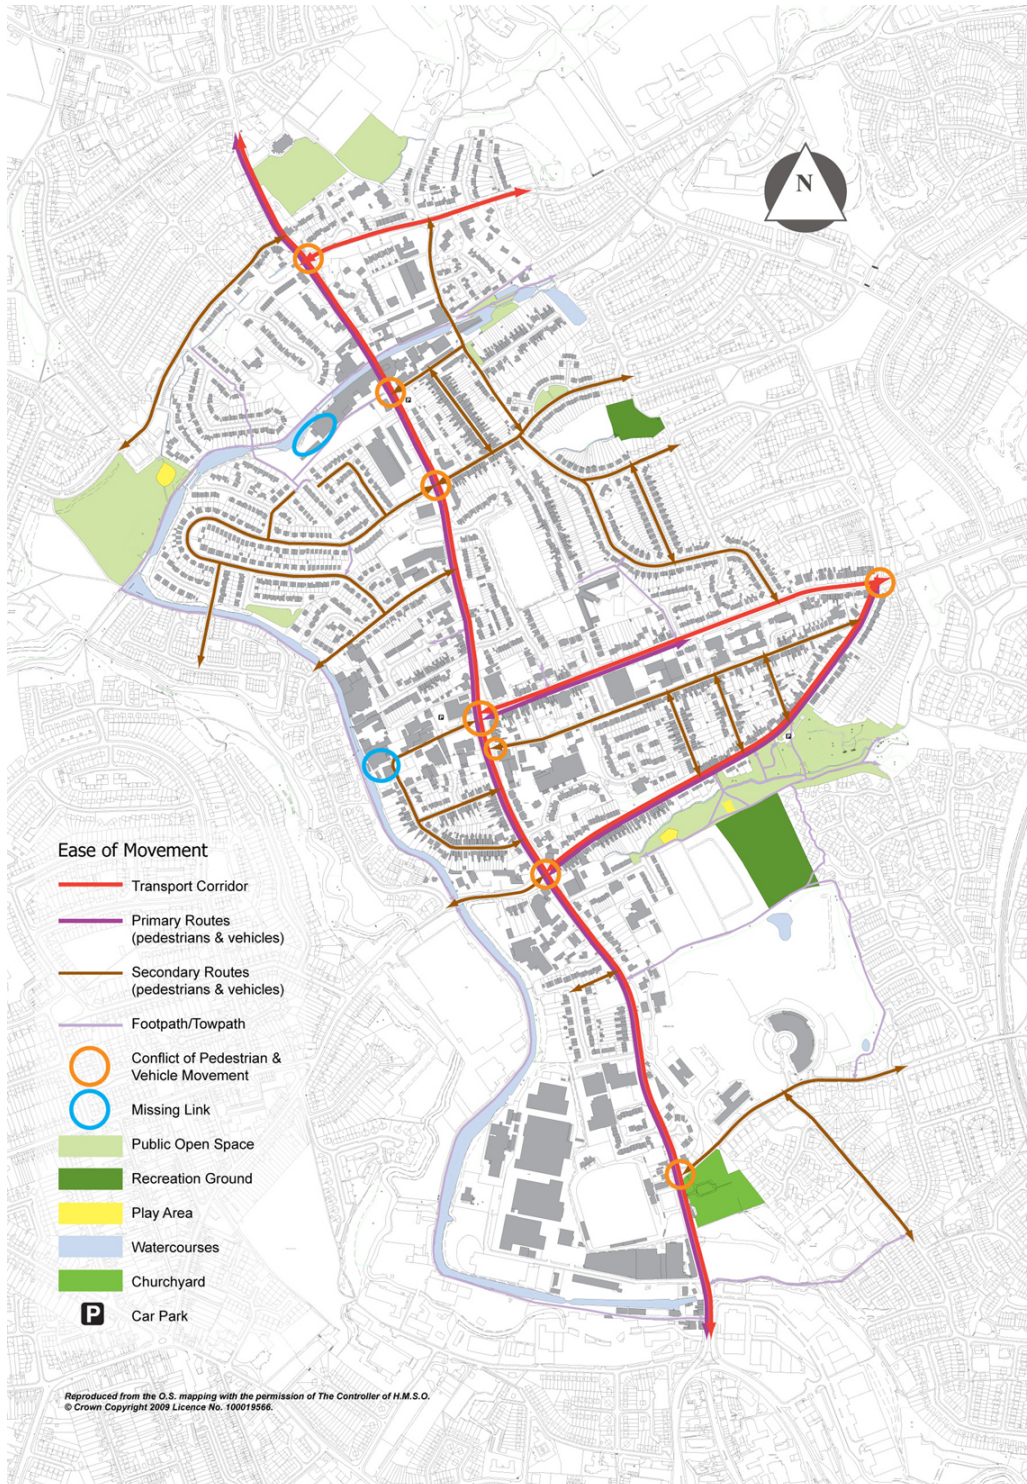 N
P
P
P
Ease of Movement
Transport Corridor
Primary Routes
(pedestrians & vehicles)
Secondary Routes
(pedestrians & vehicles)
Footpath/Towpath
Conflict of Pedestrian &
Vehicle Movement
Missing Link
Public Open Space
Recreation Ground
Play Area
Watercourses
Churchyard
P Car Park
Reproduced from the O.S. mapping with the permission of The Controller of H.M.S.O.
© Crown Copyright 2009 Licence No. 100019566.